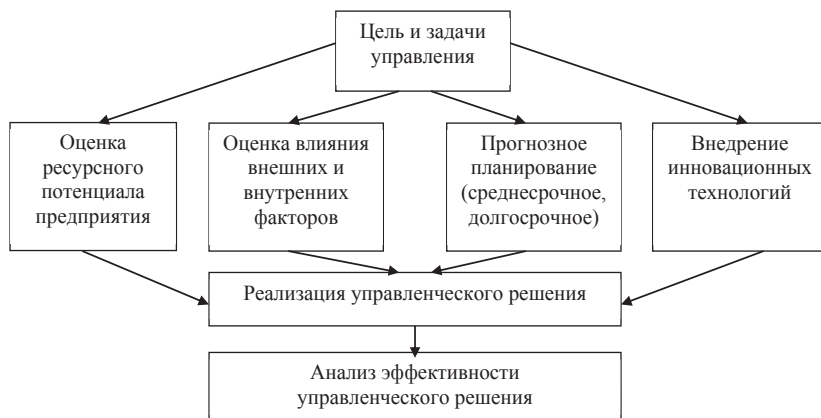 Цель и задачи
управления
Оценка
ресурсного
потенциала
предприятия
Оценка влияния
внешних и
внутренних
факторов
Прогнозное
планирование
(среднесрочное,
долгосрочное)
Внедрение
инновационных
технологий
Реализация управленческого решения
Анализ эффективности
управленческого решения